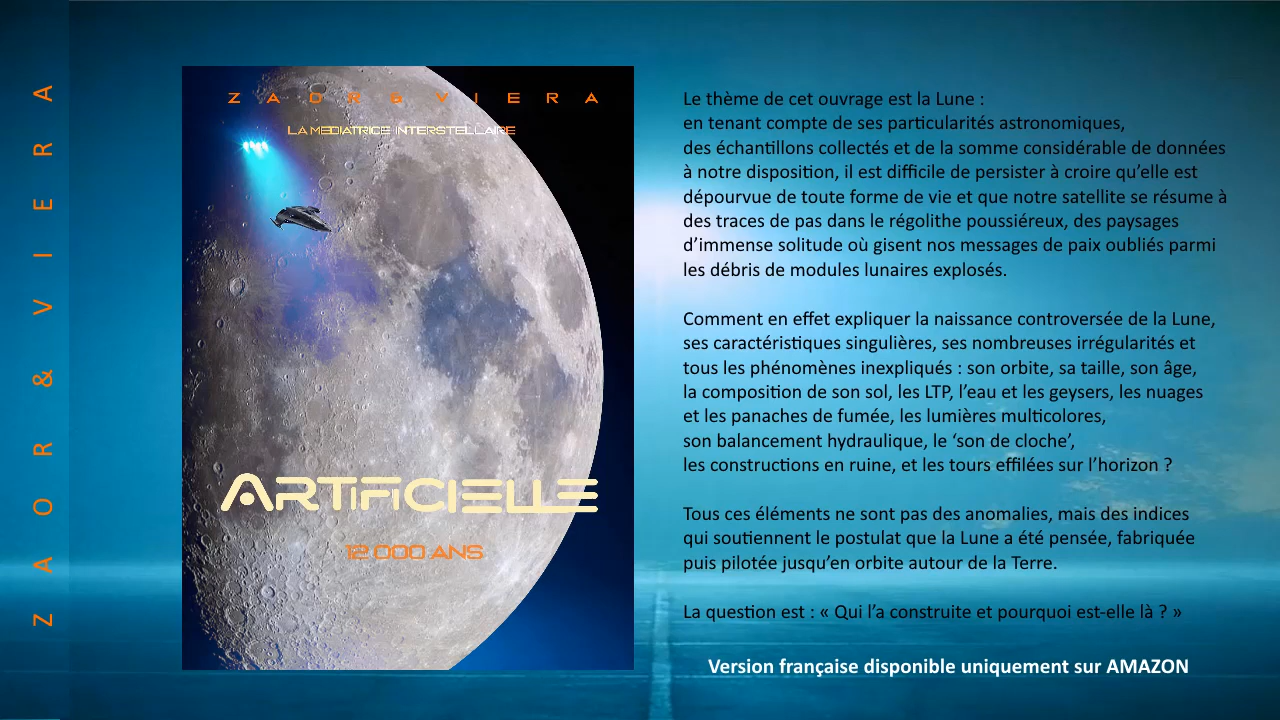 ZAOR & VIERA
ZAOR & VIERA
LA MEDIATRICE INTERSTELLAIRE
ARTIFICIELLE
12 000 ANS
Le thème de cet ouvrage est la Lune :
en tenant compte de ses particularités astronomiques,
des échantillons collectés et de la somme considérable de données
à notre disposition, il est difficile de persister à croire qu’elle est
dépourvue de toute forme de vie et que notre satellite se résume à
des traces de pas dans le régolithe poussiéreux, des paysages
d’immense solitude où gisent nos messages de paix oubliés parmi
les débris de modules lunaires explosés.
Comment en effet expliquer la naissance controversée de la Lune,
ses caractéristiques singulières, ses nombreuses irrégularités et
tous les phénomènes inexpliqués : son orbite, sa taille, son âge,
la composition de son sol, les LTP, l’eau et les geysers, les nuages
et les panaches de fumée, les lumières multicolores,
son balancement hydraulique, le ‘son de cloche’,
les constructions en ruine, et les tours effilées sur l’horizon ?
Tous ces éléments ne sont pas des anomalies, mais des indices
qui soutiennent le postulat que la Lune a été pensée, fabriquée
puis pilotée jusqu’en orbite autour de la Terre.
La question est : « Qui l’a construite et pourquoi est-elle là ? »
Version française disponible uniquement sur AMAZON